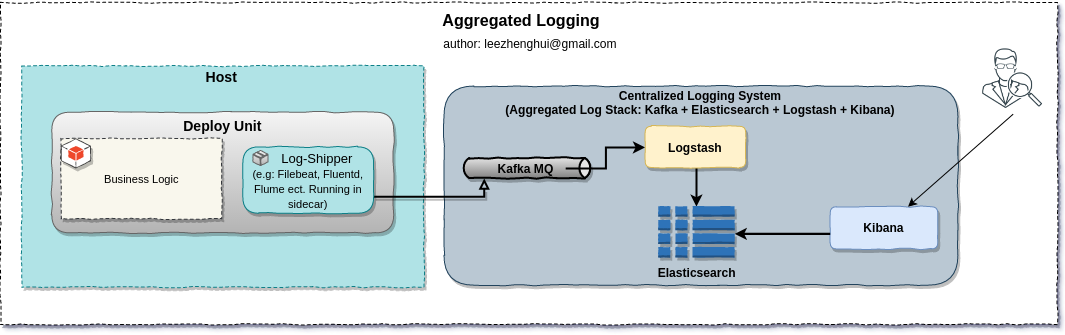 Aggregated Logging
author: leezhenghui@gmail.com
Host
Deploy Unit
Business Logic
Log-Shipper
(e.g: Filebeat, Fluentd,
Flume ect. Running in
sidecar)
Centralized Logging System
(Aggregated Log Stack: Kafka + Elasticsearch + Logstash + Kibana)
Kafka MQ
Logstash
Elasticsearch
Kibana